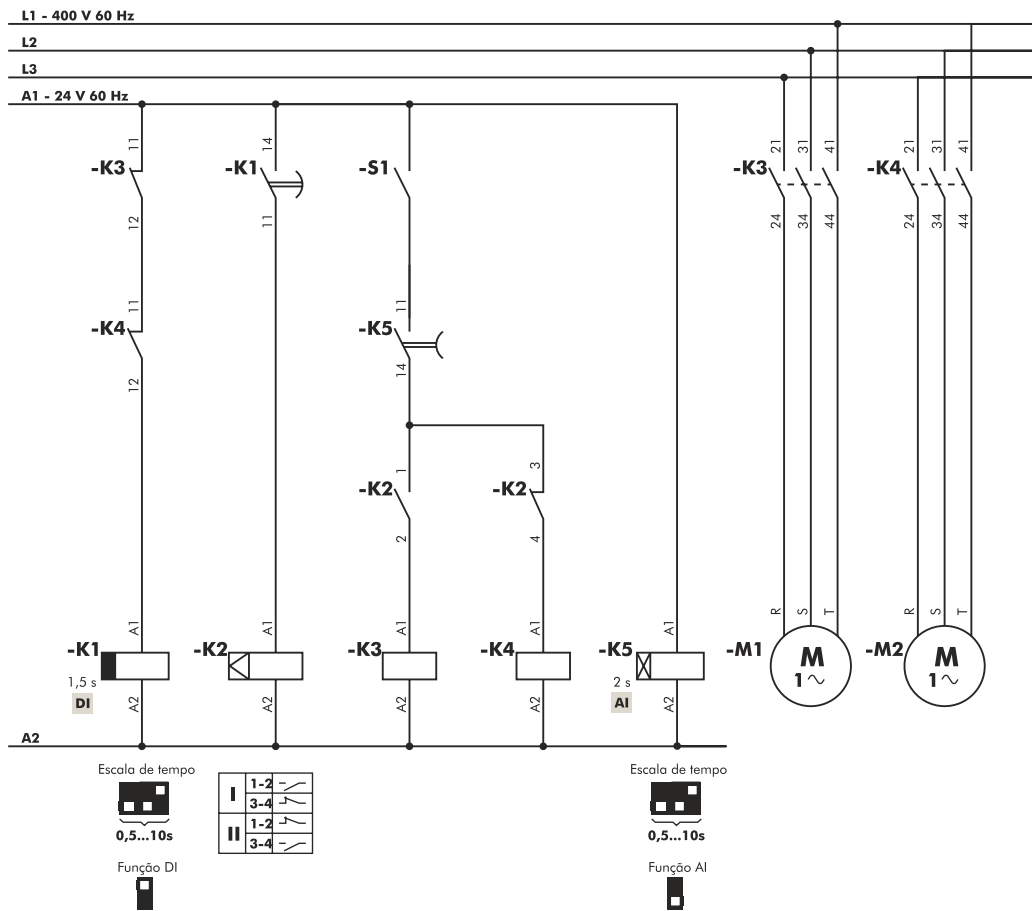 L1 - 400 V 60 Hz
L2
L3
A1 - 24 V 60 Hz
11 14 21 31 41 21 31 41
-K3 -K1 -S1 -K3 -K4
12 11 24 34 44 24 34 44
11 11
-K4 -K5
12 14
1 3
-K2 -K2
2 4
A1 A1 A1 A1 A1 R S T R S T
-K1 -K2 -K3 -K4 -K5 -M1 M -M2 M
1,5 s 2 s 1 ~ 1 ~
DI A2 A2 A2 A2 AI A2
A2
Escala de tempo Escala de tempo
I 1-2
3-4
0,5...10s II 1-2 0,5...10s
3-4
Função DI Função AI